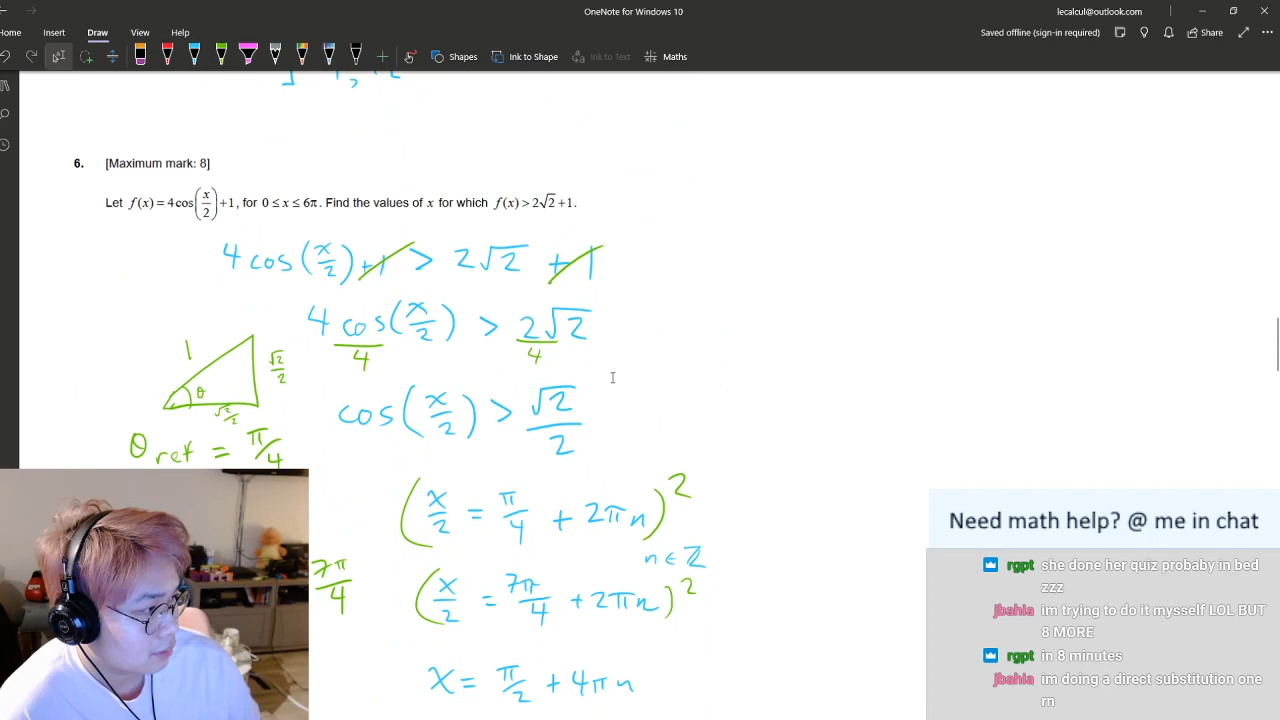 OneNote for Windows 10
lecalcul@outlook.com
Home Insert Draw View Help
Saved offline (sign-in required)
Share
Shapes
Ink to Shape
Ink to Text
Maths
6. [Maximum mark: 8]
Let f(x) = 4cos(x/2) + 1, for 0 ≤ x ≤ 6π. Find the values of x for which f(x) > 2√2 + 1.
4 cos(x/2) + 1 > 2√2 + 1
4 cos(x/2) > 2√2
4 4
cos(x/2) > √2/2
1 θ √2/2 √2/2
θ ref = π/4
(x/2 = π/4 + 2πn)2
n ∈ ℤ
7π/4
(x/2 = 7π/4 + 2πn)2
x = π/2 + 4πn
Need math help? @ me in chat
rgpt she done her quiz probaby in bed
zzz
jbahia im trying to do it mysself LOL BUT
8 MORE
rgpt in 8 minutes
jbahia im doing a direct substitution one
rn